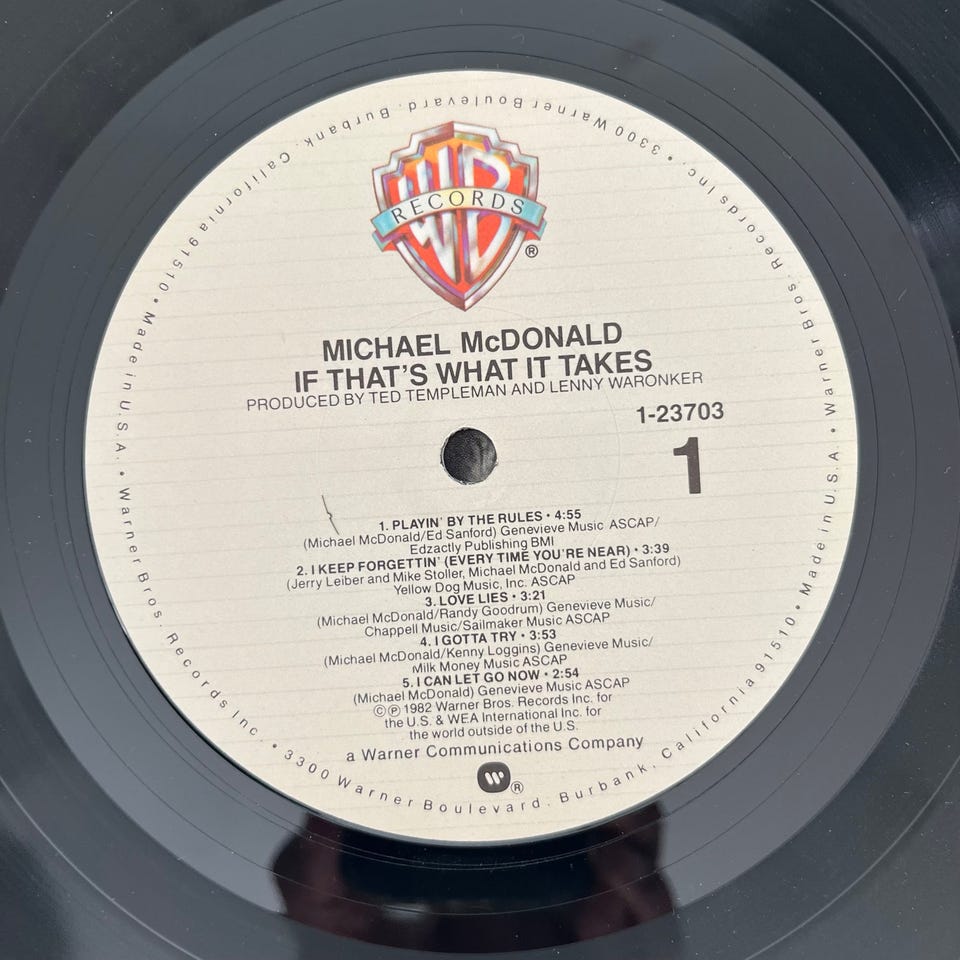 WB
RECORDS
®
MICHAEL McDONALD
IF THAT'S WHAT IT TAKES
PRODUCED BY TED TEMPLEMAN AND LENNY WARONKER
1-23703
1
1. PLAYIN' BY THE RULES • 4:55
(Michael McDonald/Ed Sanford) Genevieve Music ASCAP/
Edzactly Publishing BMI
2. I KEEP FORGETTIN' (EVERY TIME YOU'RE NEAR) • 3:39
(Jerry Leiber and Mike Stoller, Michael McDonald and Ed Sanford)
Yellow Dog Music, Inc. ASCAP
3. LOVE LIES • 3:21
(Michael McDonald/Randy Goodrum) Genevieve Music/
Chappell Music/Sailmaker Music ASCAP
4. I GOTTA TRY • 3:53
(Michael McDonald/Kenny Loggins) Genevieve Music/
Milk Money Music ASCAP
5. I CAN LET GO NOW • 2:54
(Michael McDonald) Genevieve Music ASCAP
©℗ 1982 Warner Bros. Records Inc. for
the U.S. & WEA International Inc. for
the world outside of the U.S.
a Warner Communications Company
W ®
Warner Bros. Records Inc. • 3300 Warner Boulevard, Burbank, California 91510 • Made in U.S.A. • Warner Bros. Records Inc. • 3300 Warner Boulevard, Burbank, California 91510 • Made in U.S.A. •